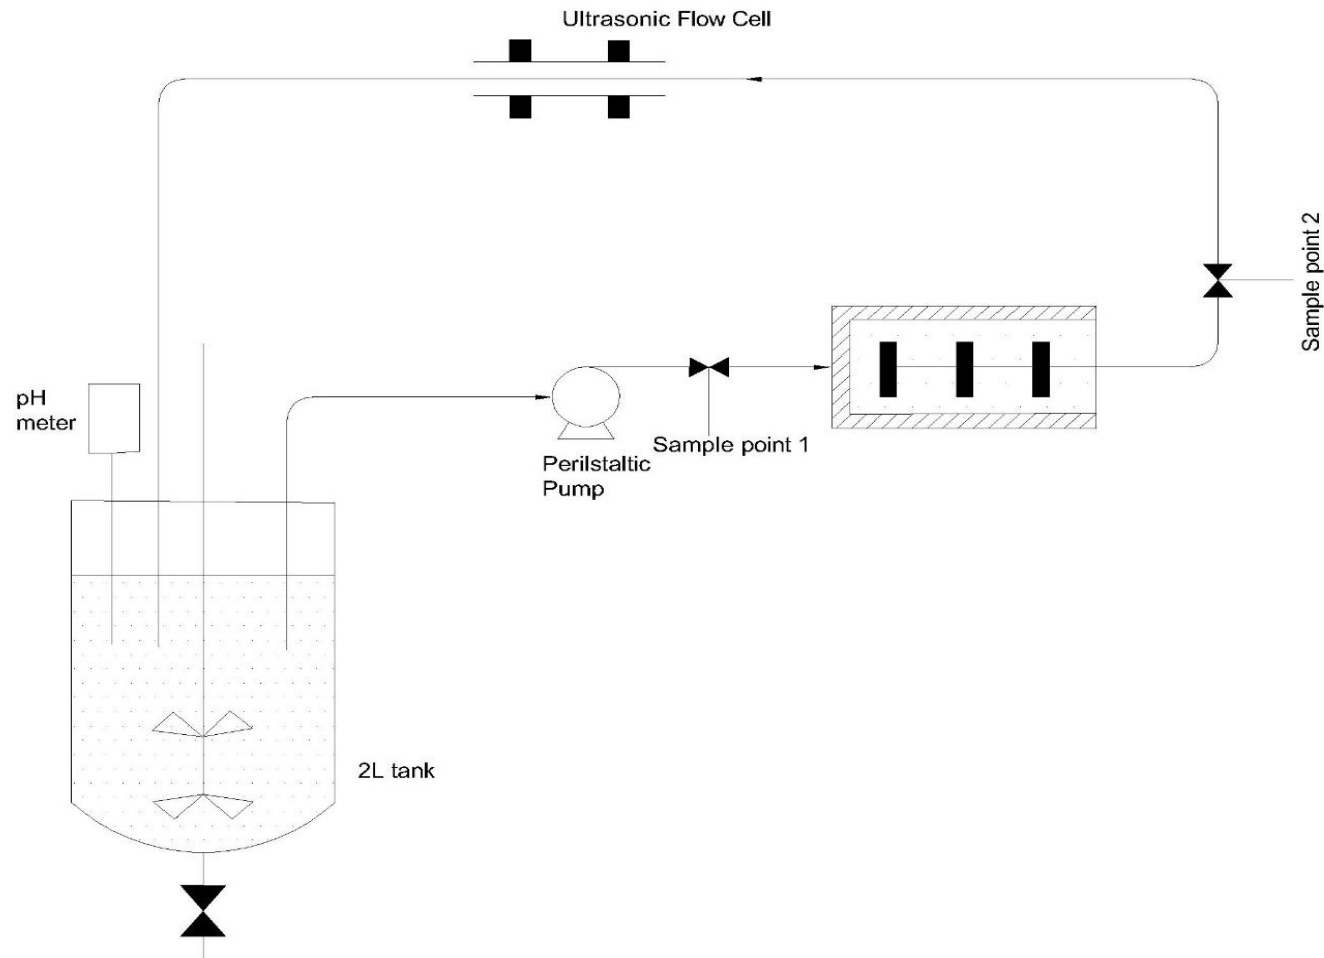 Ultrasonic Flow Cell
Sample point 2
pH
meter
Sample point 1
Perilstaltic
Pump
2L tank